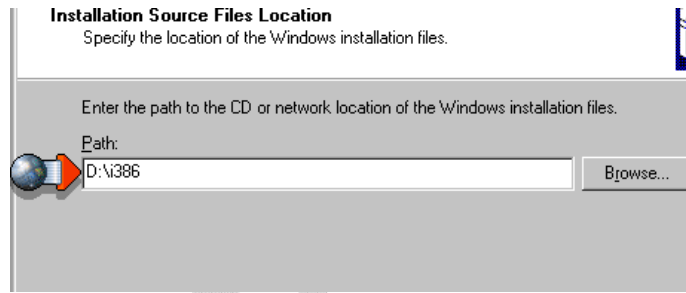 Installation Source Files Location
Specify the location of the Windows installation files.
Enter the path to the CD or network location of the Windows installation files.
Path:
D:\i386
Browse...